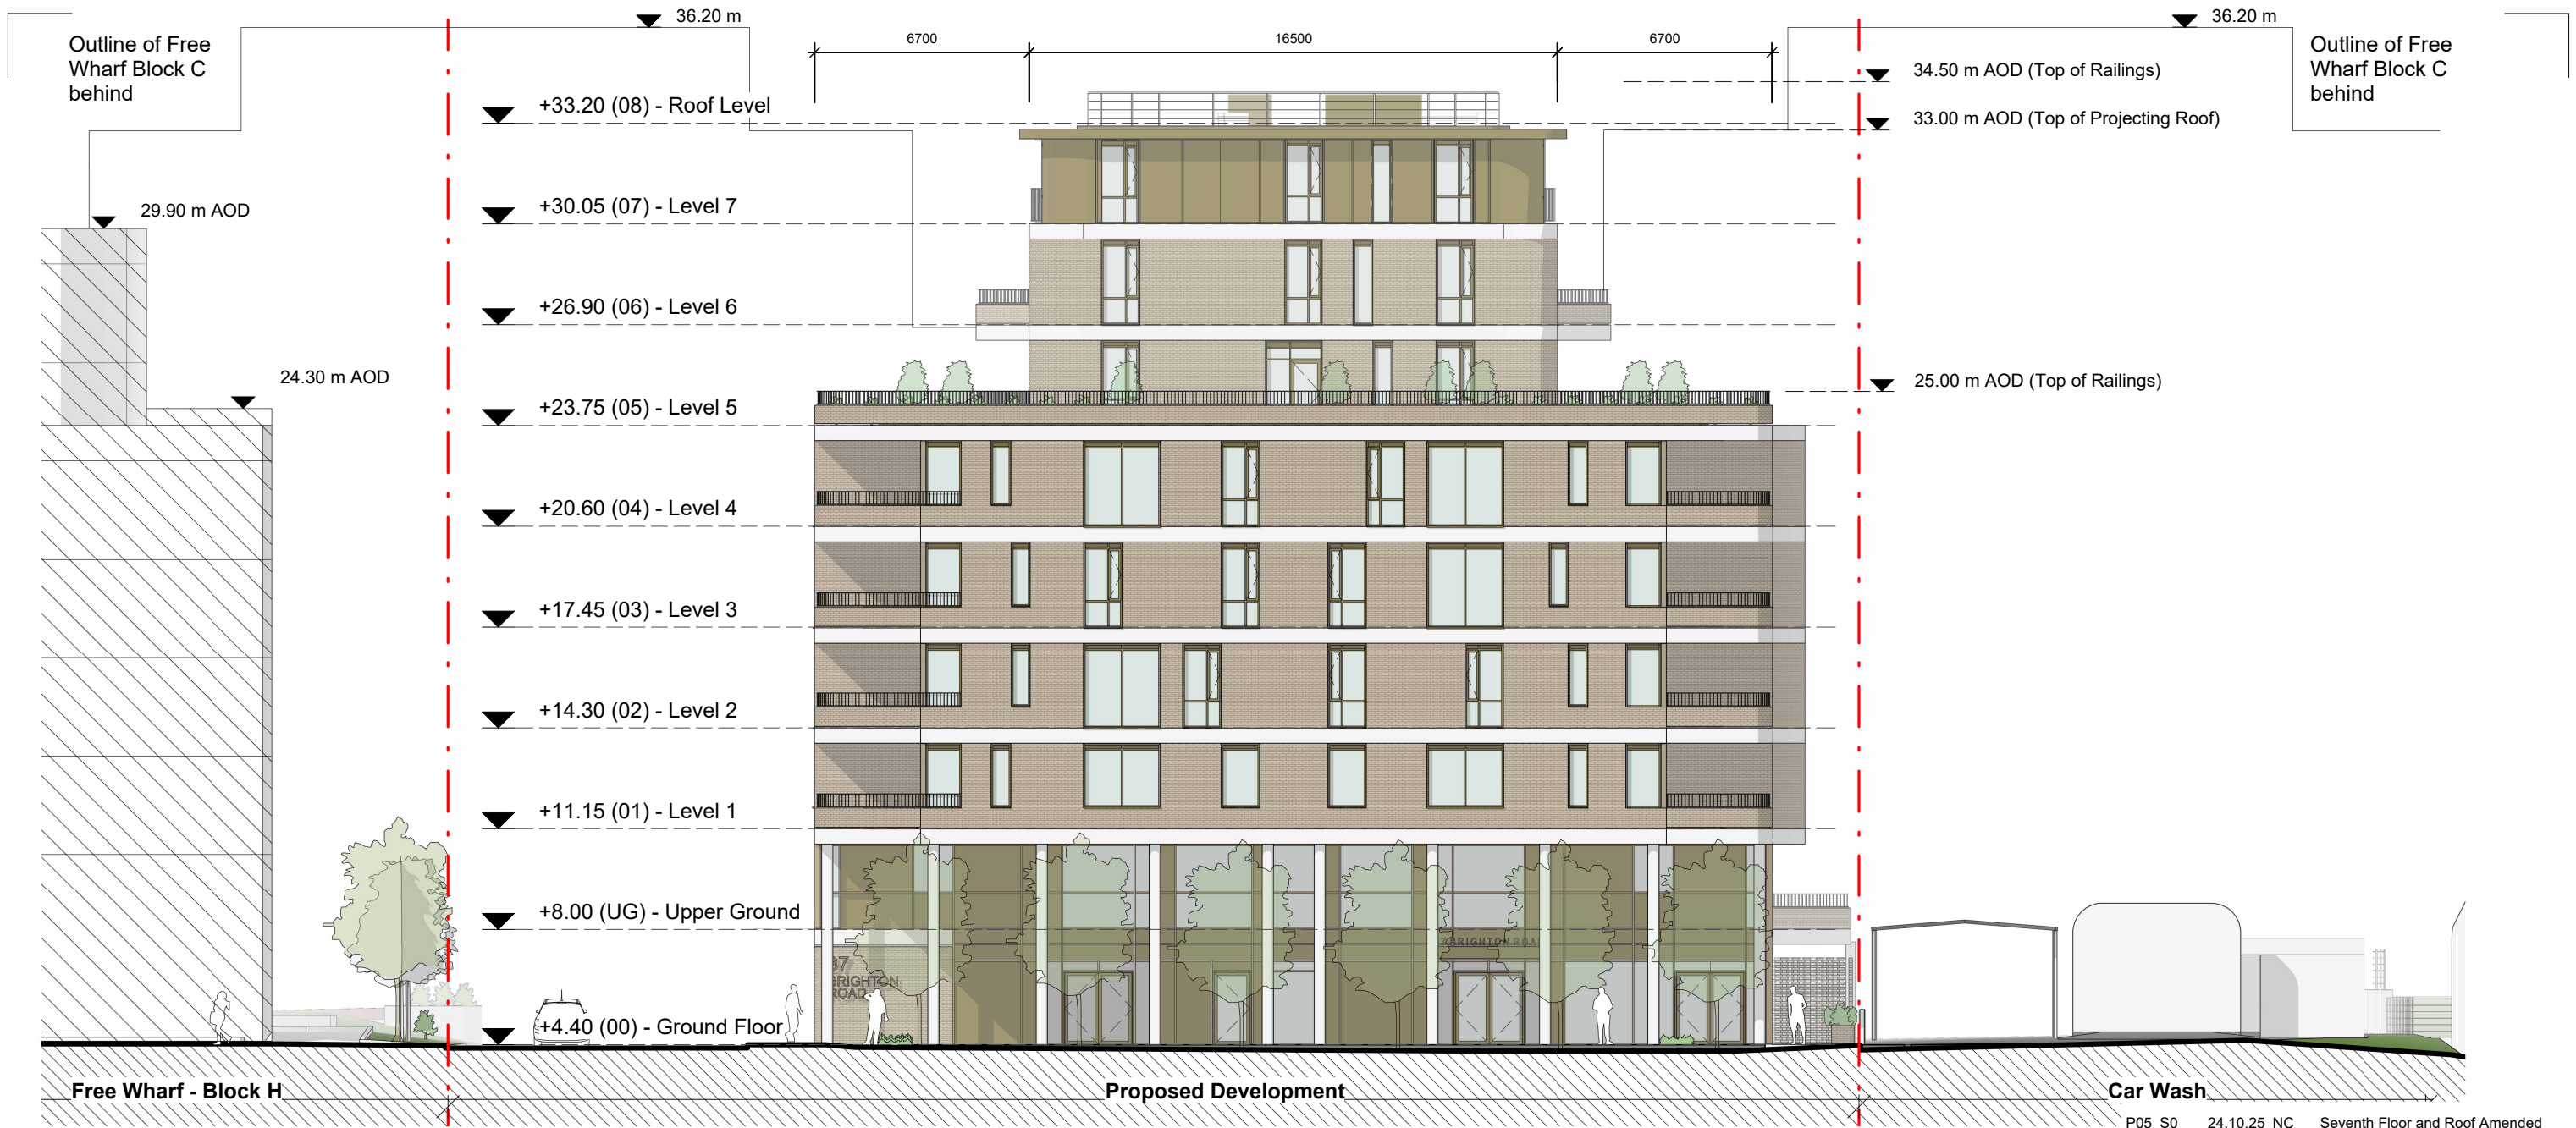 36.20 m
36.20 m
Outline of Free
Wharf Block C
behind
6700
16500
6700
Outline of Free
Wharf Block C
behind
34.50 m AOD (Top of Railings)
+33.20 (08) - Roof Level
33.00 m AOD (Top of Projecting Roof)
29.90 m AOD
+30.05 (07) - Level 7
+26.90 (06) - Level 6
24.30 m AOD
25.00 m AOD (Top of Railings)
+23.75 (05) - Level 5
+20.60 (04) - Level 4
+17.45 (03) - Level 3
+14.30 (02) - Level 2
+11.15 (01) - Level 1
+8.00 (UG) - Upper Ground
BRIGHTON ROA
37
BRIGHTON
ROAD
+4.40 (00) - Ground Floor
Free Wharf - Block H
Proposed Development
Car Wash
P05 S0 24.10.25 NC Seventh Floor and Roof Amended